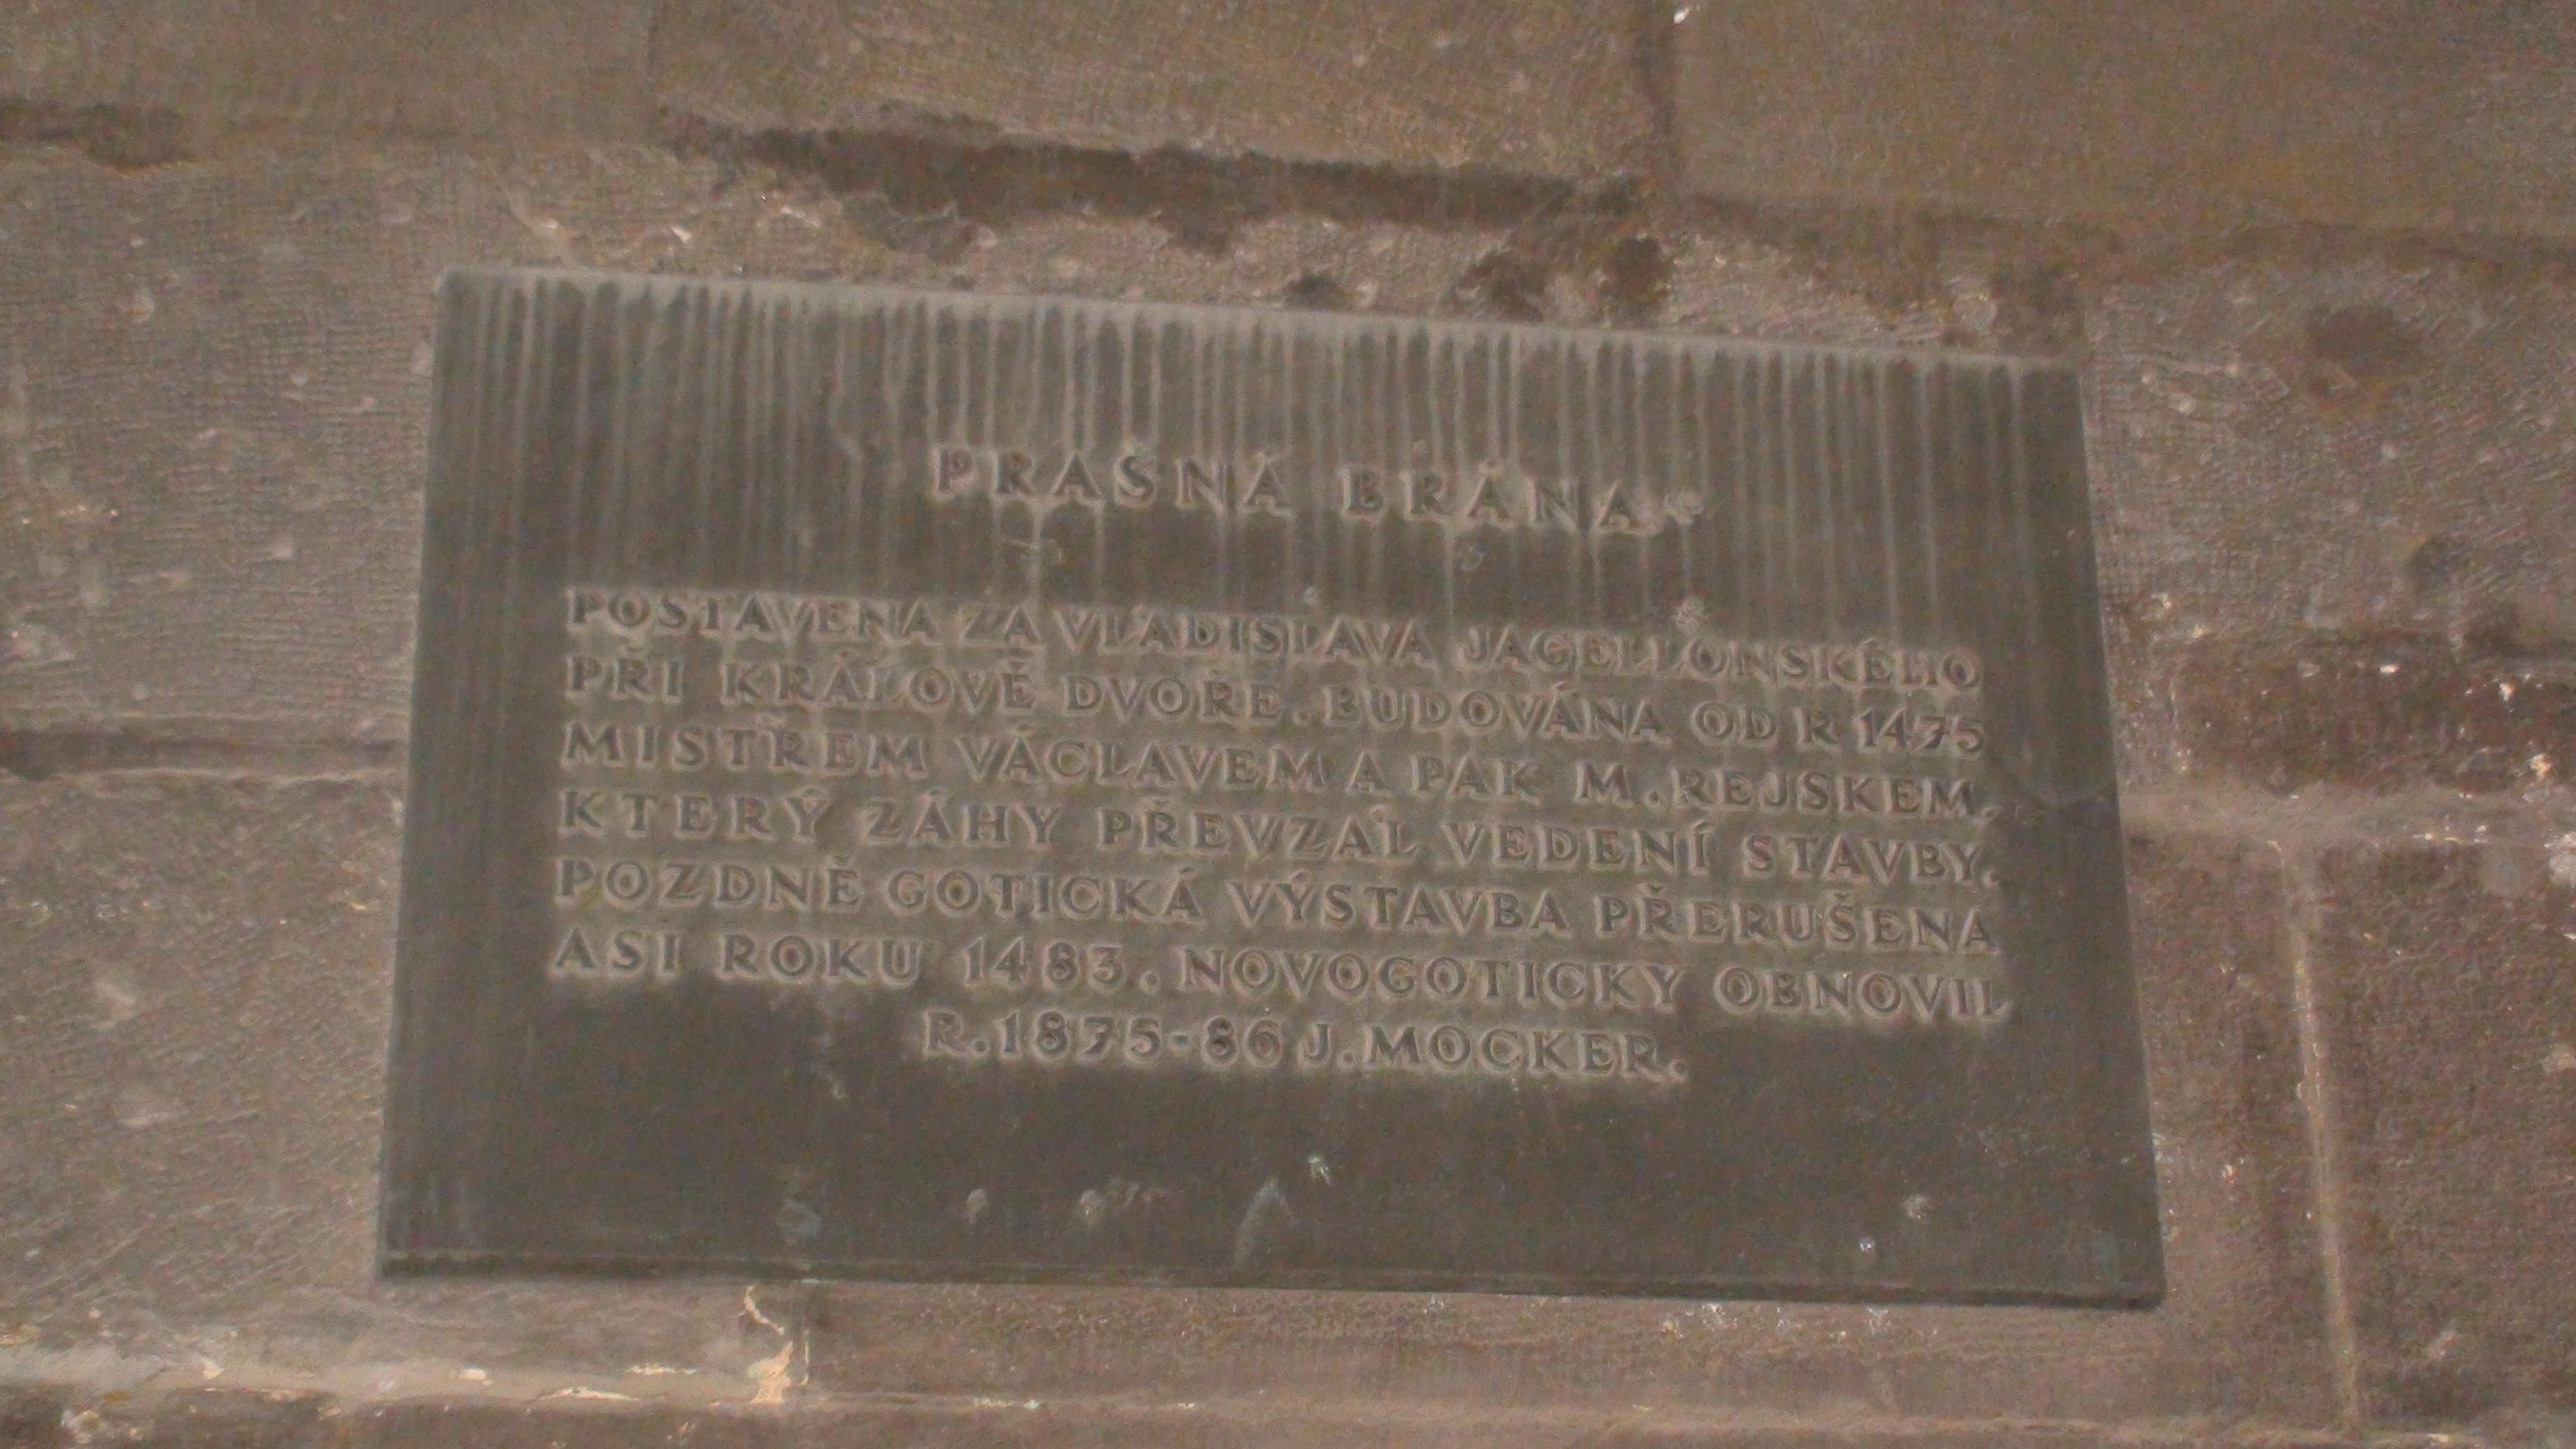 PRAŠNÁ BRÁNA
POSTAVENA ZA VLADISLAVA JAGELLONSKÉHO
PŘI KRÁLOVĚ DVOŘE. BUDOVÁNA OD R 1475
MISTREM VÁCLAVEM A PAK M. REJSKEM,
KTERÝ ZÁHY PŘEVZAL VEDENÍ STAVBY.
POZDNĚ GOTICKÁ VÝSTAVBA PŘERUŠENA
ASI ROKU 1483. NOVOGOTICKY OBNOVIL
R. 1875-86 J. MOCKER.